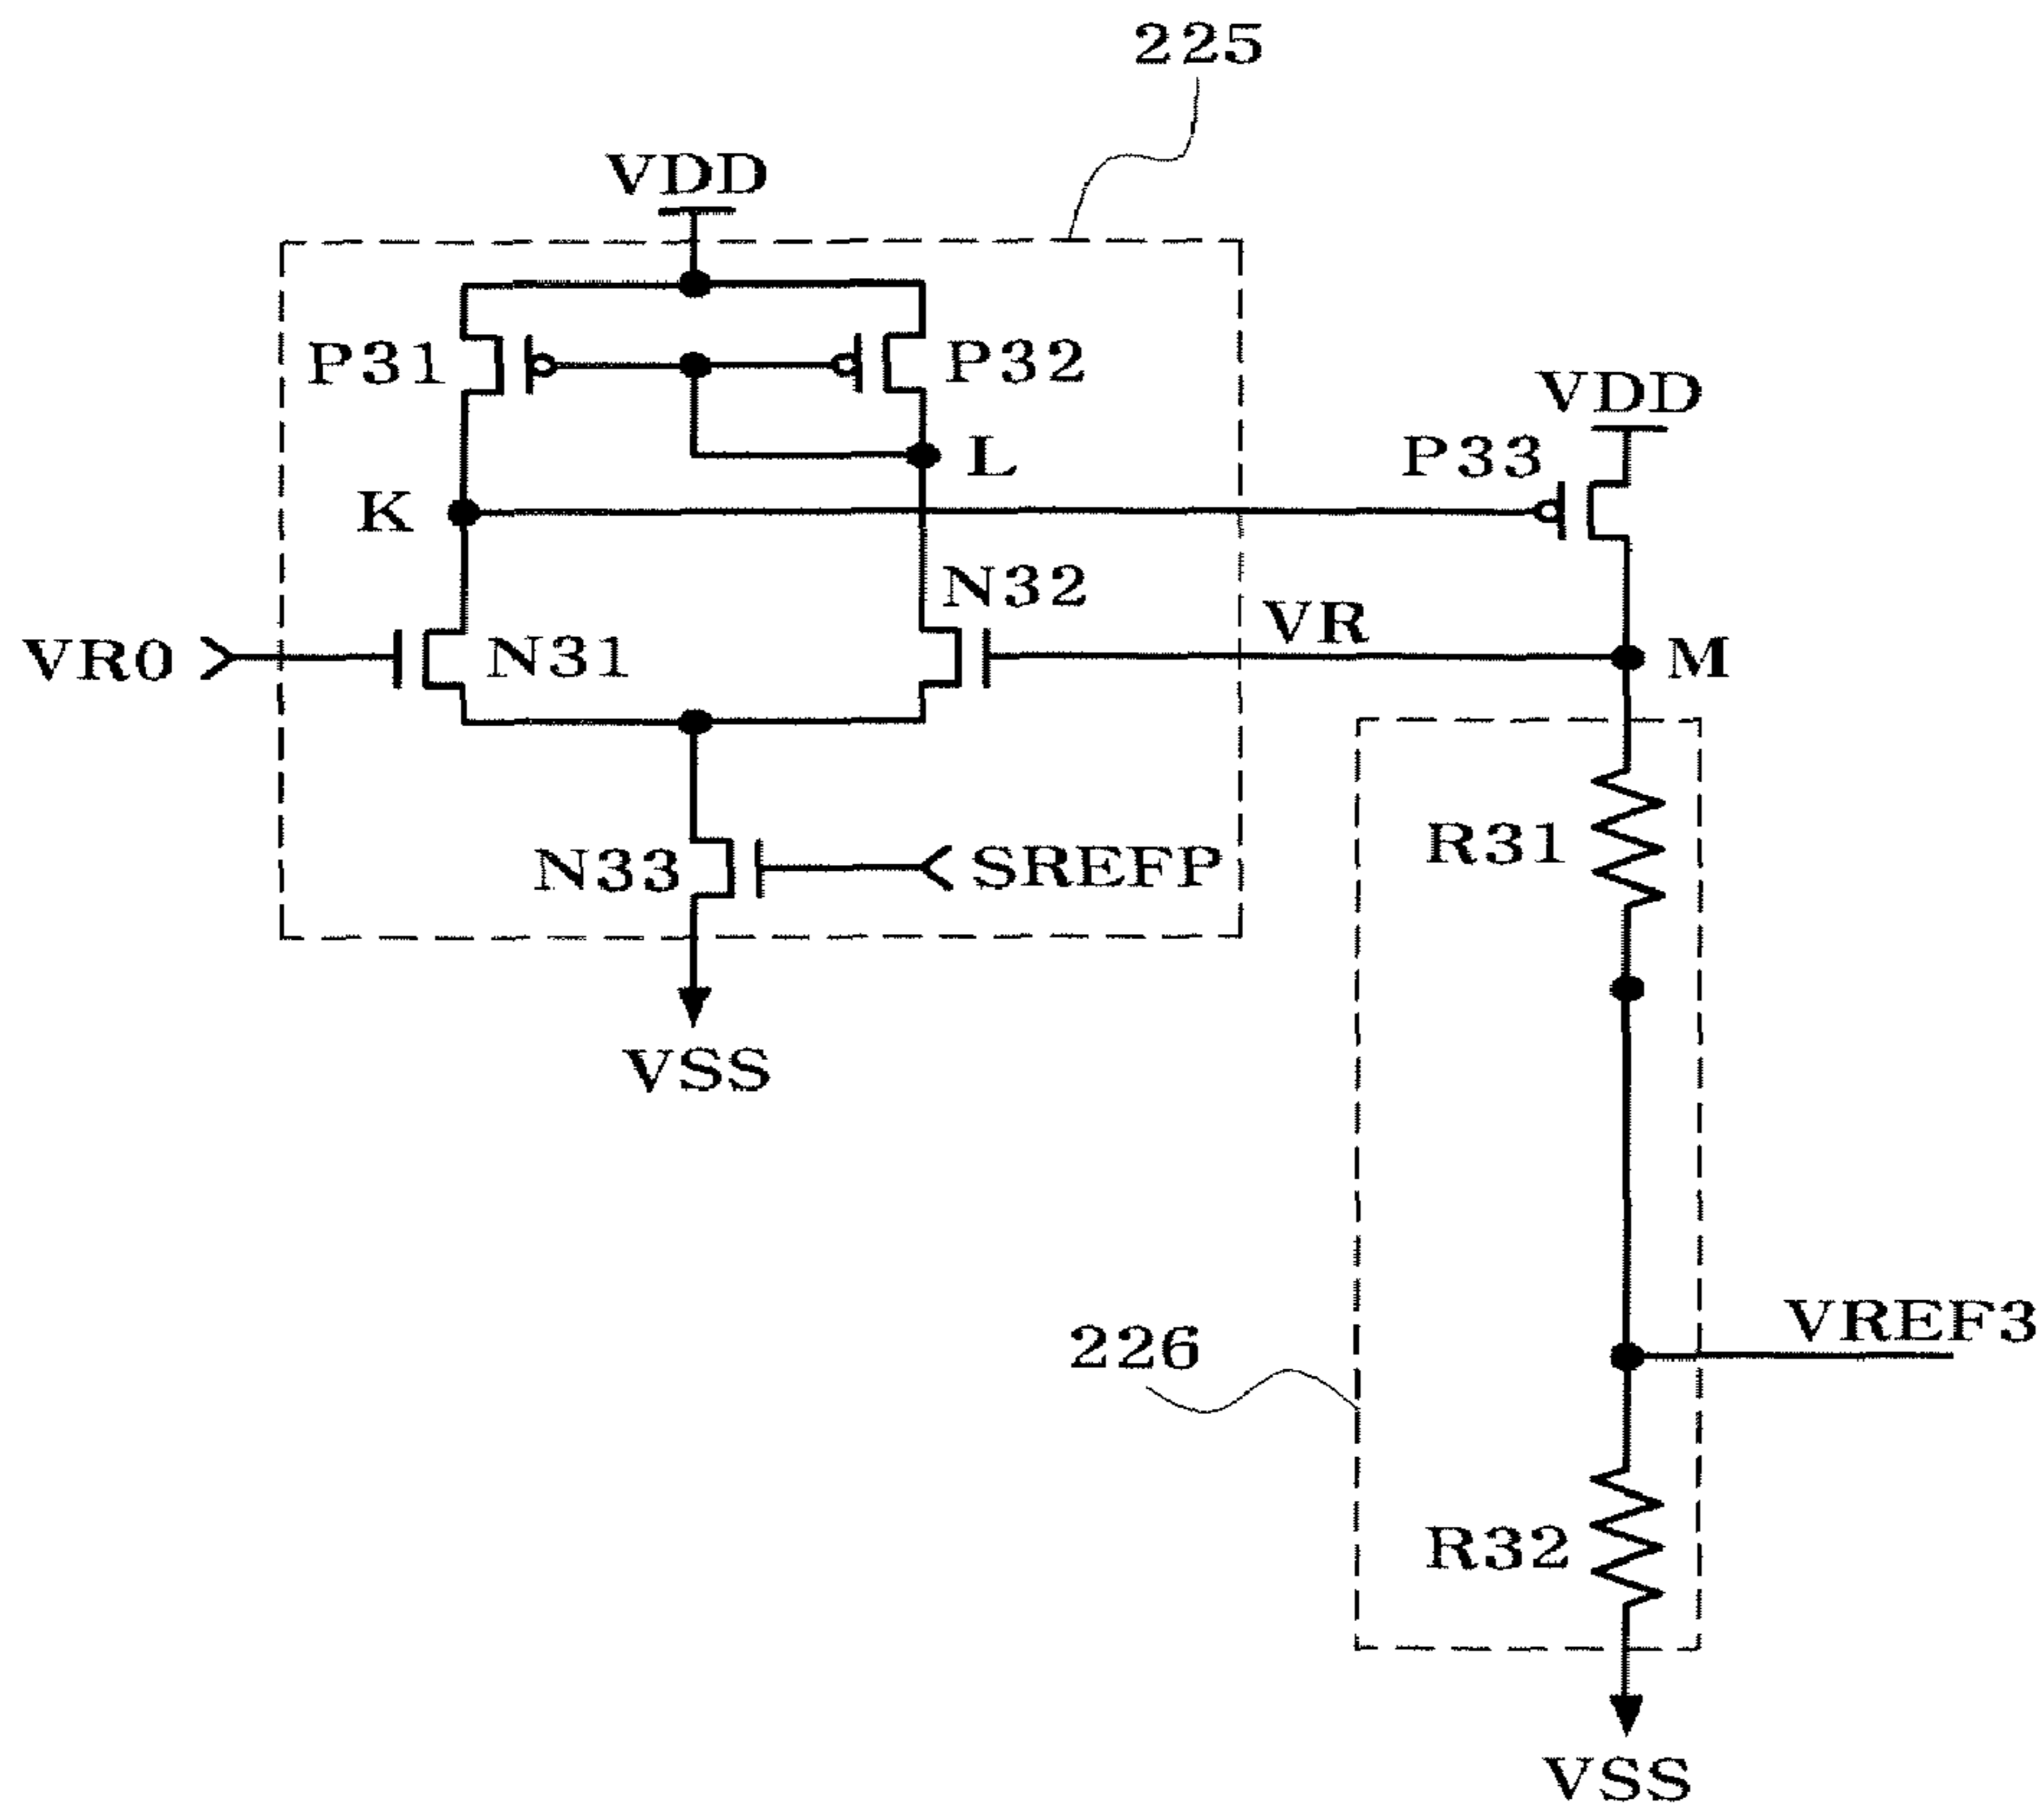 225
VDD
P31
P32
VDD
P33
L
K
N32
VR
VR0
N31
M
R31
N33
SREFP
VSS
VREF3
226
R32
VSS